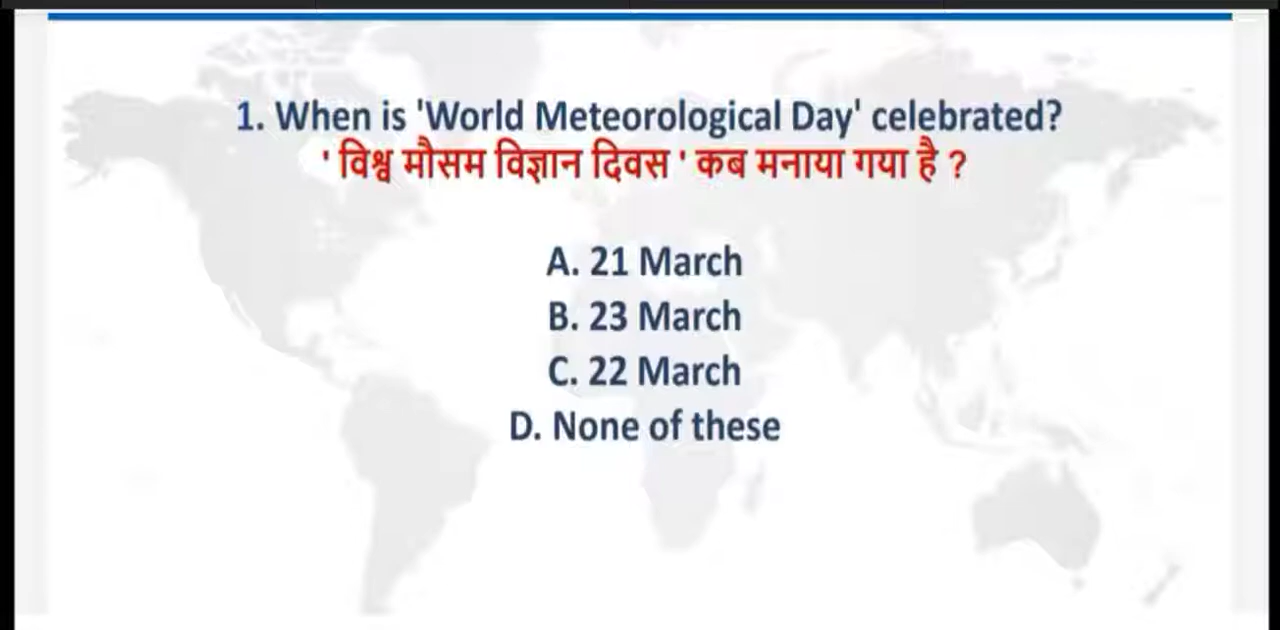 1. When is 'World Meteorological Day' celebrated?
' विश्व मौसम विज्ञान दिवस ' कब मनाया गया है ?
A. 21 March
B. 23 March
C. 22 March
D. None of these